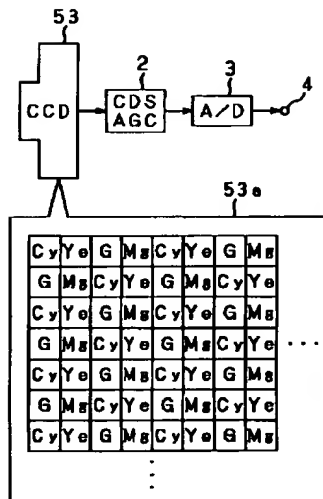 53
2
3
4
CCD
CDS
AGC
A/D
53a
Cy Ye G Mg Cy Ye G Mg
G Mg Cy Ye G Mg Cy Ye
Cy Ye G Mg Cy Ye G Mg
G Mg Cy Ye G Mg Cy Ye
Cy Ye G Mg Cy Ye G Mg
G Mg Cy Ye G Mg Cy Ye
Cy Ye G Mg Cy Ye G Mg